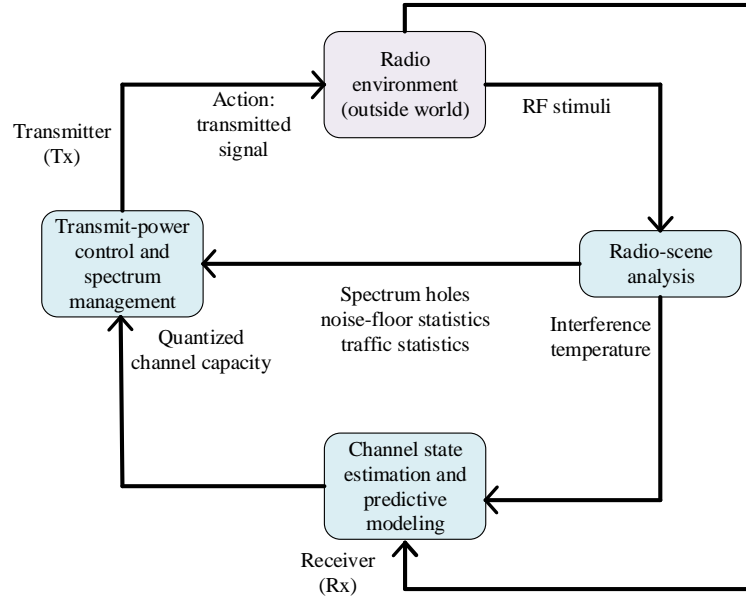 Radio
environment
(outside world)
Action:
transmitted
signal
RF stimuli
Transmitter
(Tx)
Transmit-power
control and
spectrum
management
Radio-scene
analysis
Spectrum holes
noise-floor statistics
traffic statistics
Interference
temperature
Quantized
channel capacity
Channel state
estimation and
predictive
modeling
Receiver
(Rx)